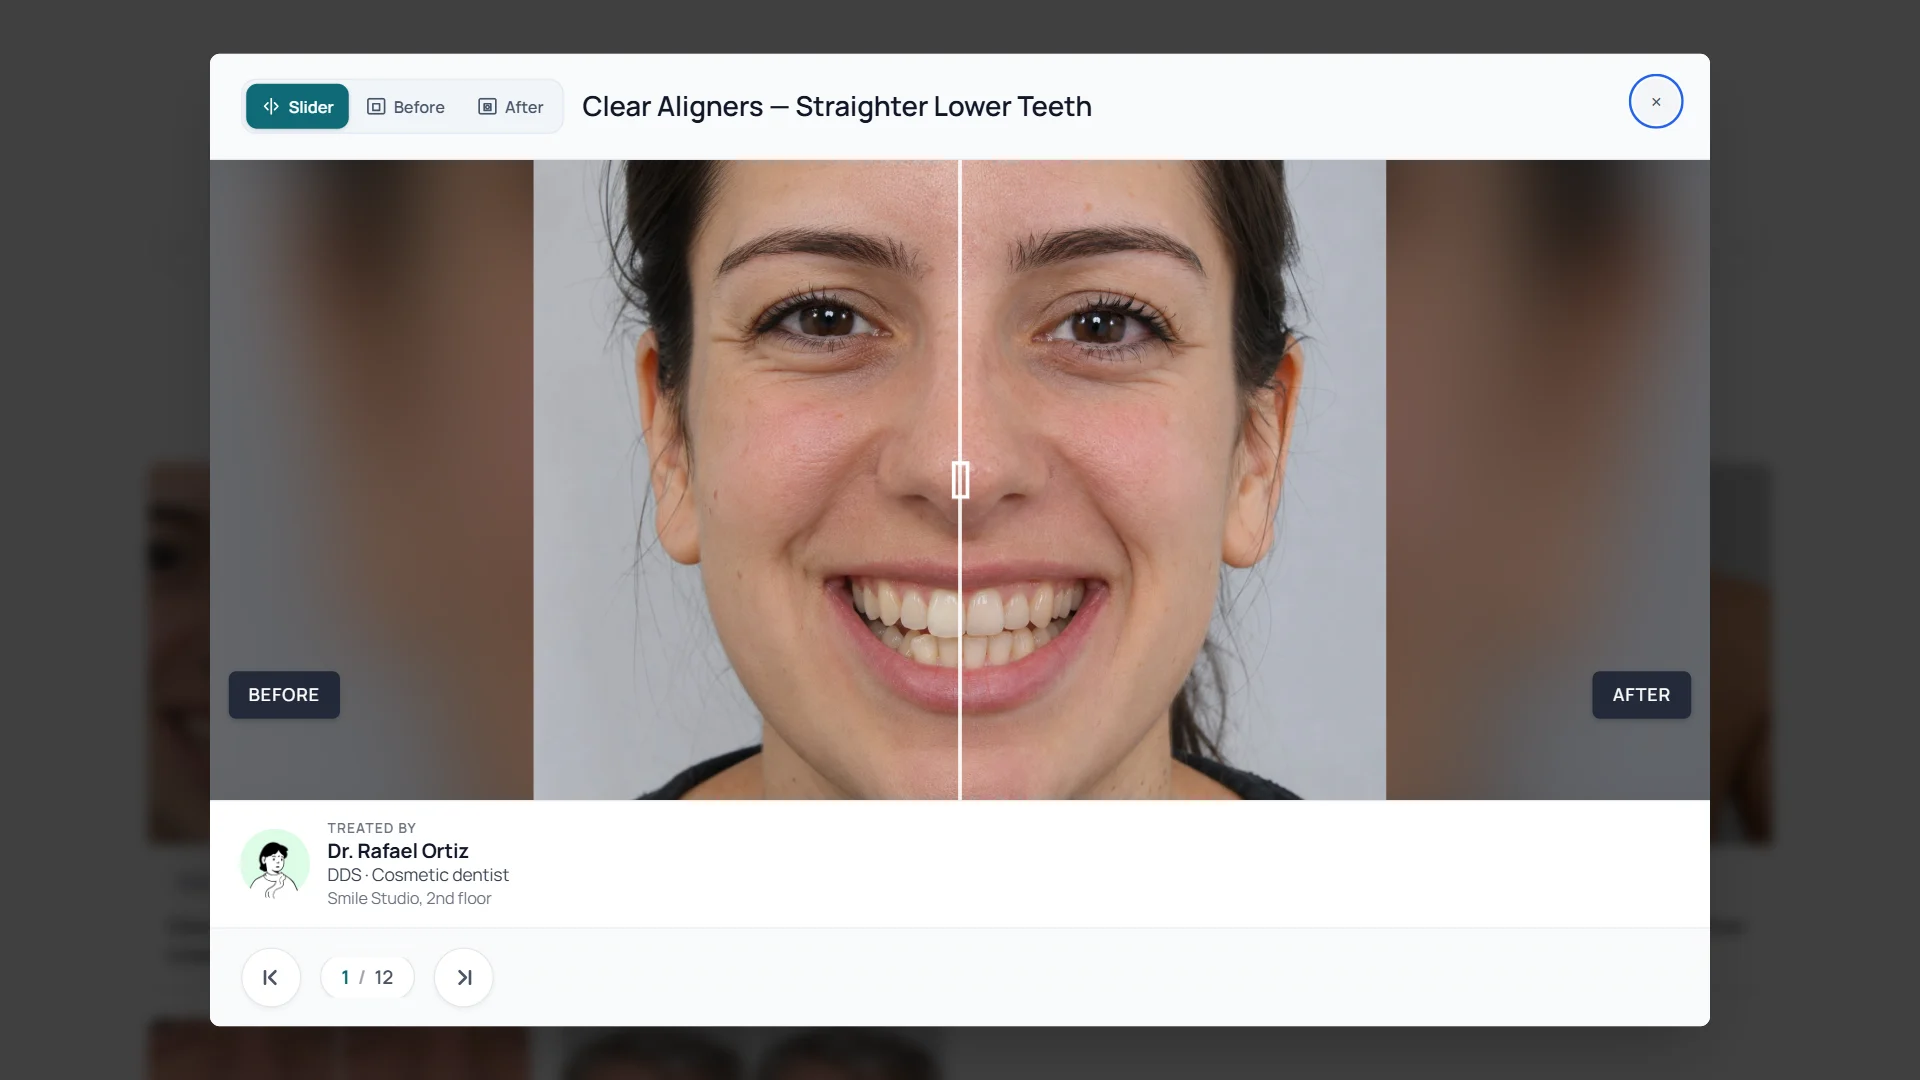 Slider
Before
After
Clear Aligners — Straighter Lower Teeth
BEFORE
AFTER
TREATED BY
Dr. Rafael Ortiz
DDS · Cosmetic dentist
Smile Studio, 2nd floor
1 / 12